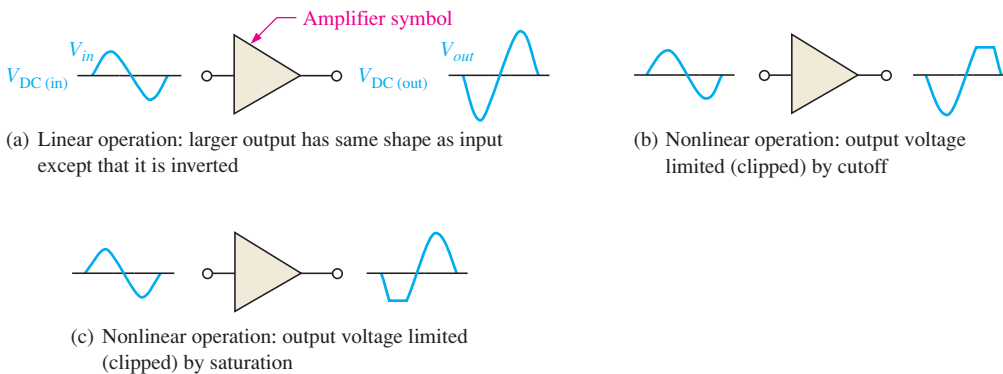 Amplifier symbol
V_in
V_DC (in)
V_out
V_DC (out)
(a) Linear operation: larger output has same shape as input
except that it is inverted
(b) Nonlinear operation: output voltage
limited (clipped) by cutoff
(c) Nonlinear operation: output voltage limited
(clipped) by saturation